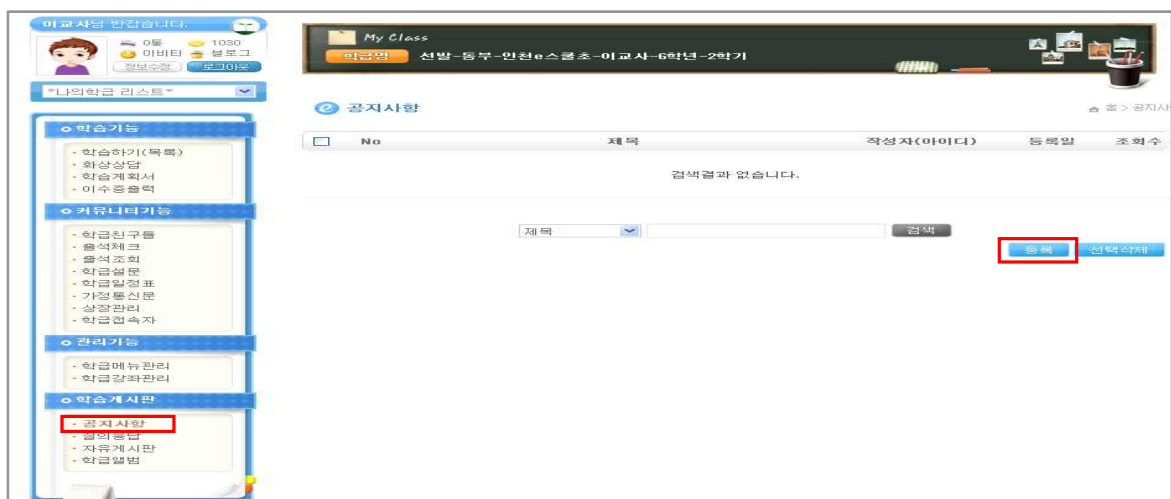 이교사님 반갑습니다.
0통 1030
아바타 블로그
정보수정 로그아웃
*나의학급 리스트*
학습기능
- 학습하기(목록)
- 화상상담
- 학습계획서
- 이수증출력
커뮤니티기능
- 학급친구들
- 출석체크
- 출석조회
- 학급설문
- 학급일정표
- 가정통신문
- 상장관리
- 학급접속자
관리기능
- 학급메뉴관리
- 학급강좌관리
학습게시판
- 공지사항
- 질의응답
- 자유게시판
- 학급앨범
My Class
학급명 선발-동부-인천e스쿨초-이교사-6학년-2학기
공지사항
홈 > 공지사
No 제목 작성자(아이디) 등록일 조회수
검색결과 없습니다.
제목 검색
등록 선택삭제